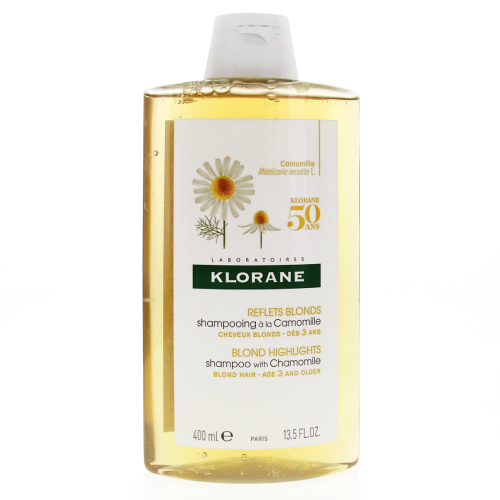 Camomille
Matricaria recutita L.
KLORANE
50
ANS
LABORATOIRES
KLORANE
REFLETS BLONDS
shampooing à la Camomille
CHEVEUX BLONDS - DÈS 3 ANS
BLOND HIGHLIGHTS
shampoo with Chamomile
BLOND HAIR - AGE 3 AND OLDER
400 ml ℮ PARIS 13.5 FL.OZ.